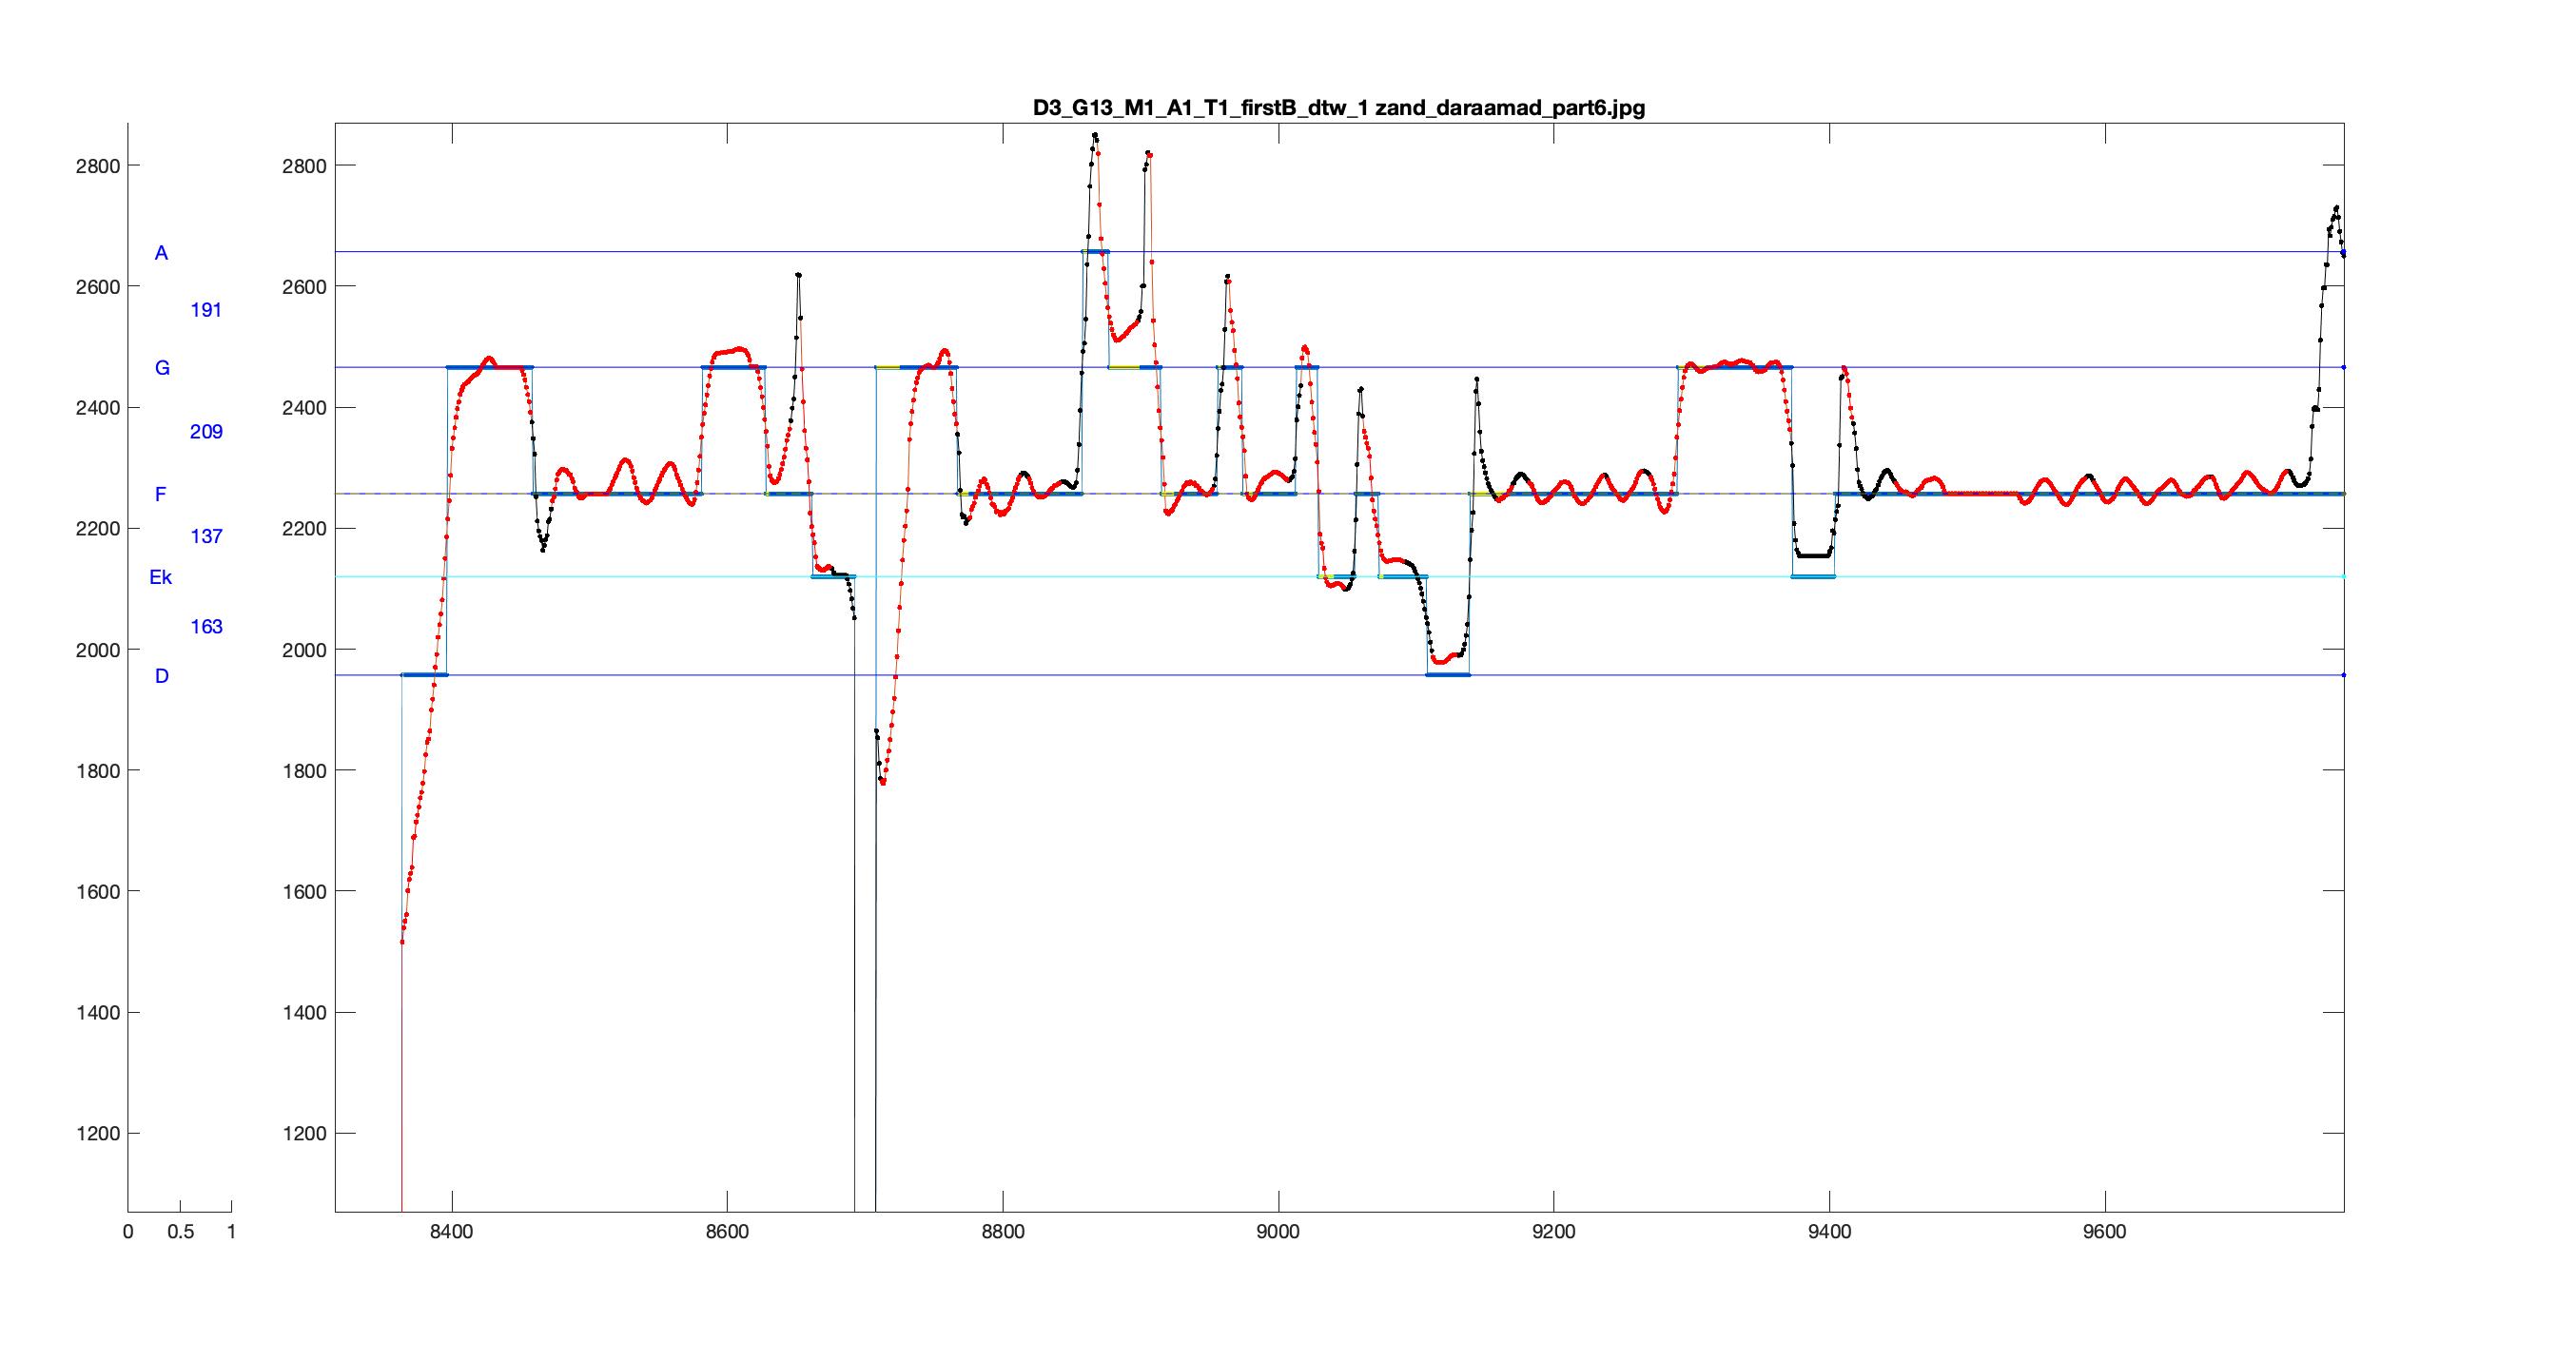 D3_G13_M1_A1_T1_firstB_dtw_1 zand_daraamad_part6.jpg
2800 2800
A
2600 191 2600
G
2400 209 2400
F
2200 137 2200
Ek
2000 163 2000
D
1800 1800
1600 1600
1400 1400
1200 1200
0 0.5 1 8400 8600 8800 9000 9200 9400 9600